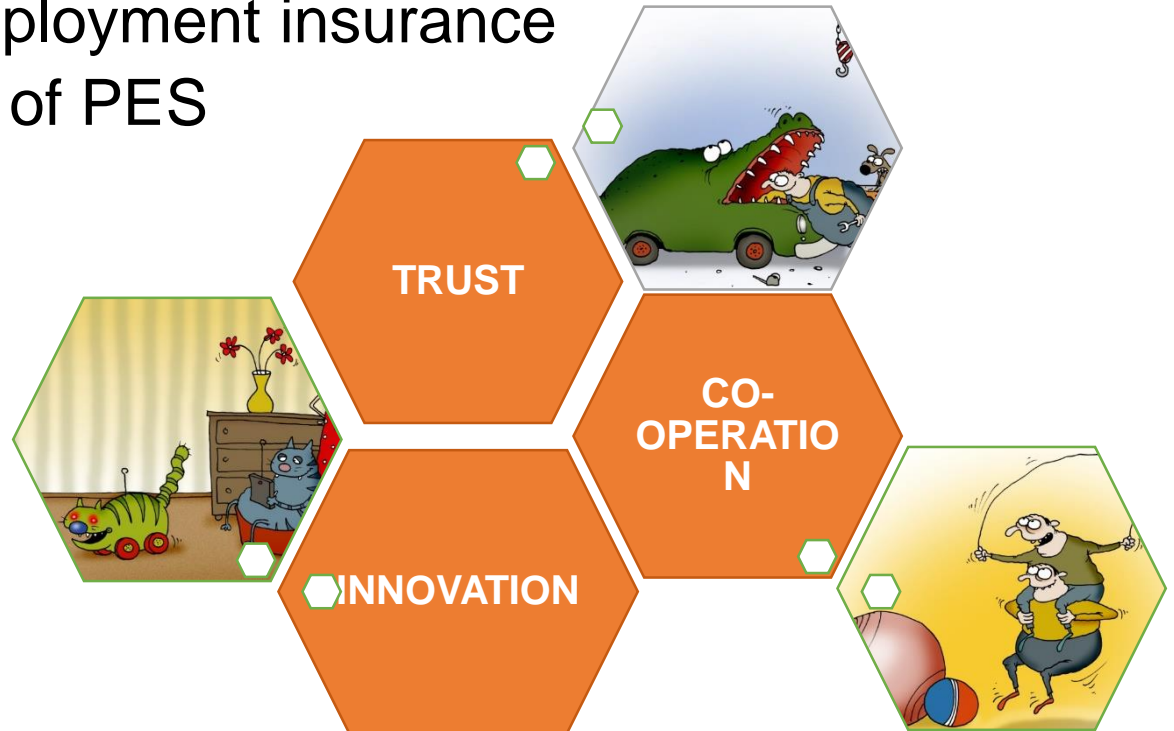 ployment insurance
of PES
TRUST
CO-
OPERATIO
N
INNOVATION